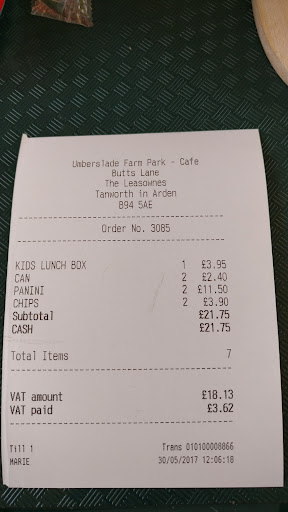 Umberslade Farm Park - Cafe
Butts Lane
The Leasownes
Tanworth in Arden
B94 5AE
Order No. 3085
KIDS LUNCH BOX 1 £3.95
CAN 2 £2.40
PANINI 2 £11.50
CHIPS 2 £3.90
Subtotal £21.75
CASH £21.75
Total Items 7
VAT amount £18.13
VAT paid £3.62
Till 1 Trans 010100008866
MARIE 30/05/2017 12:06:18